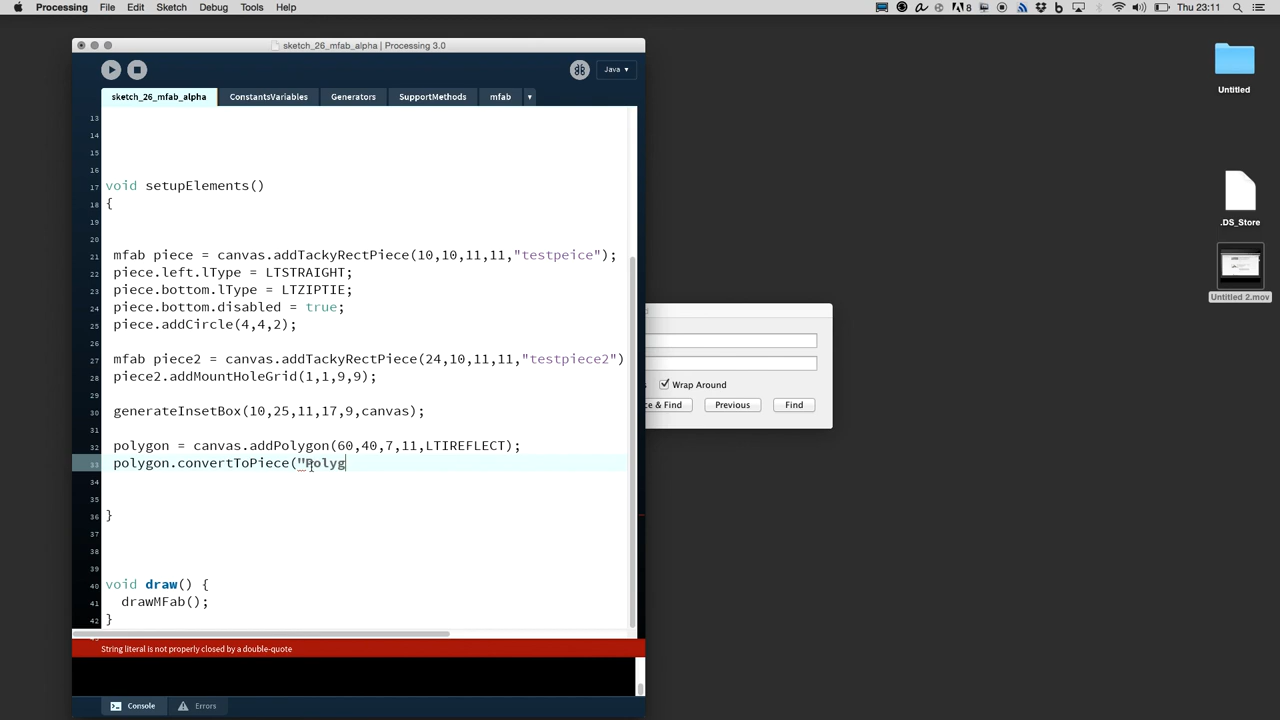 Processing File Edit Sketch Debug Tools Help
8 Thu 23:11
sketch_26_mfab_alpha | Processing 3.0
Java
sketch_26_mfab_alpha ConstantsVariables Generators SupportMethods mfab
13
14
15
16
17 void setupElements()
18 {
19
20
21 mfab piece = canvas.addTackyRectPiece(10,10,11,11,"testpeice");
22 piece.left.lType = LTSTRAIGHT;
23 piece.bottom.lType = LTZIPTIE;
24 piece.bottom.disabled = true;
25 piece.addCircle(4,4,2);
26
27 mfab piece2 = canvas.addTackyRectPiece(24,10,11,11,"testpiece2")
28 piece2.addMountHoleGrid(1,1,9,9);
29
30 generateInsetBox(10,25,11,17,9,canvas);
31
32 polygon = canvas.addPolygon(60,40,7,11,LTIREFLECT);
33 polygon.convertToPiece("Polyg
34
35
36 }
37
38
39
40 void draw() {
41 drawMFab();
42 }
String literal is not properly closed by a double-quote
Console Errors
Wrap Around
ce & Find Previous Find
Untitled
.DS_Store
Untitled 2.mov